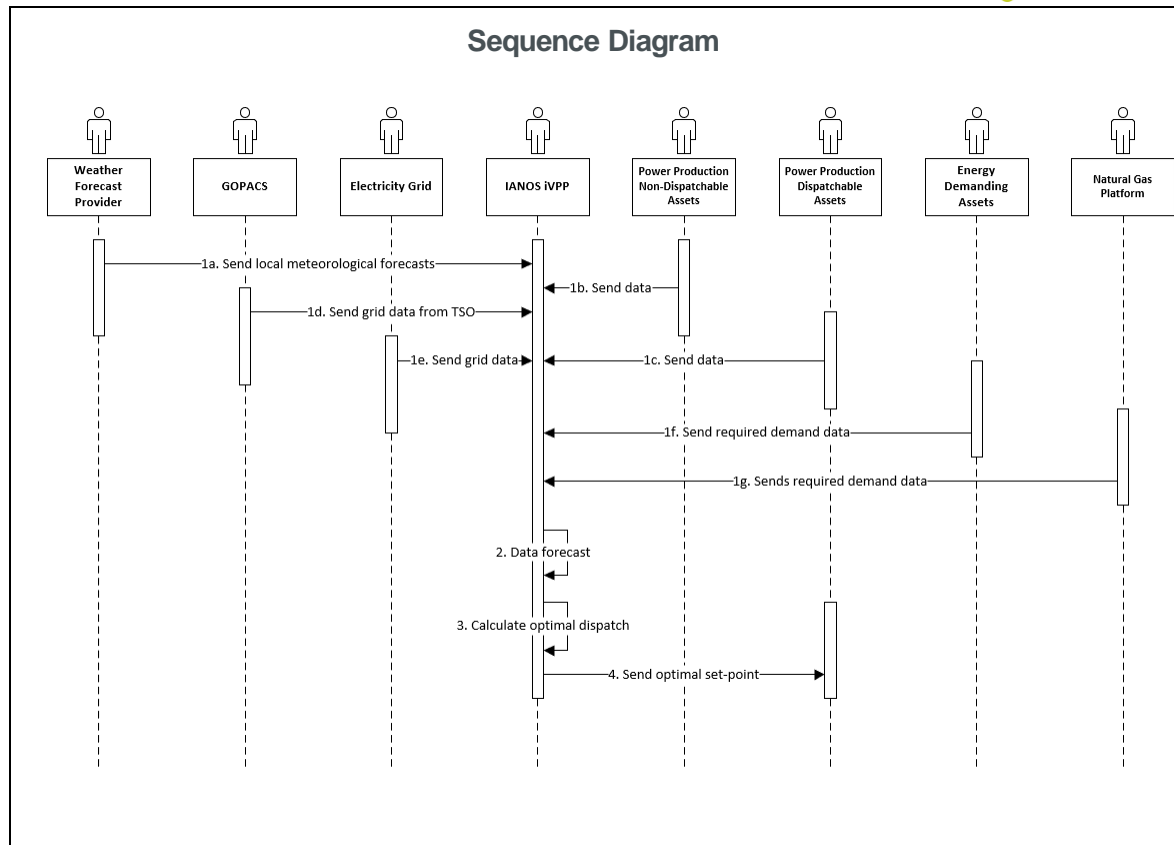 Sequence Diagram
Weather
Forecast
Provider
GOPACS
Electricity Grid
IANOS iVPP
Power Production
Non-Dispatchable
Assets
Power Production
Dispatchable
Assets
Energy
Demanding
Assets
Natural Gas
Platform
1a. Send local meteorological forecasts
1b. Send data
1d. Send grid data from TSO
1e. Send grid data
1c. Send data
1f. Send required demand data
1g. Sends required demand data
2. Data forecast
3. Calculate optimal dispatch
4. Send optimal set-point